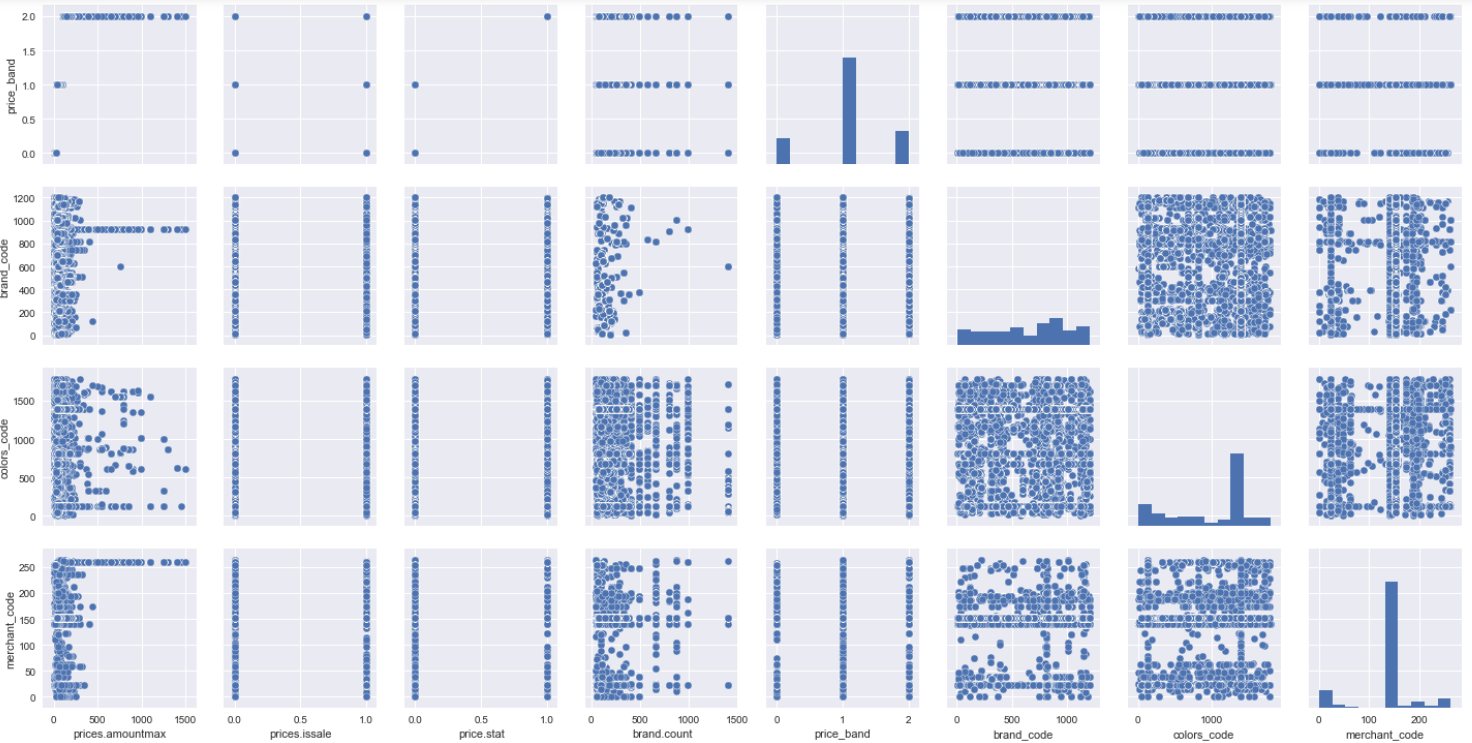 2.0
1.5
1.0
0.5
0.0
price_band
1200
1000
800
600
400
200
0
brand_code
1500
1000
500
0
colors_code
250
200
150
100
50
0
merchant_code
0 500 1000 1500
0.0 0.5 1.0
0.0 0.5 1.0
0 500 1000 1500
0 1 2
0 500 1000
0 1000
0 100 200
prices.amountmax
prices.issale
price.stat
brand.count
price_band
brand_code
colors_code
merchant_code